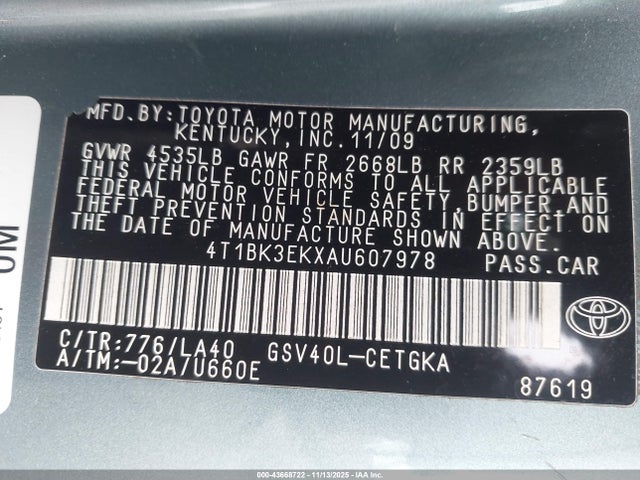 MFD.BY:TOYOTA MOTOR MANUFACTURING,
KENTUCKY,INC.11/09
GVWR 4535LB GAWR FR 2668LB RR 2359LB
THIS VEHICLE CONFORMS TO ALL APPLICABLE
FEDERAL MOTOR VEHICLE SAFETY,BUMPER,AND
THEFT PREVENTION STANDARDS IN EFFECT ON
THE DATE OF MANUFACTURE SHOWN ABOVE.
4T1BK3EKXAU607978 PASS.CAR
C/TR:776/LA40 GSV40L-CETGKA
A/TM:-02A/U660E
87619
UM
000-43668722 - 11/13/2025 - IAAI.COM